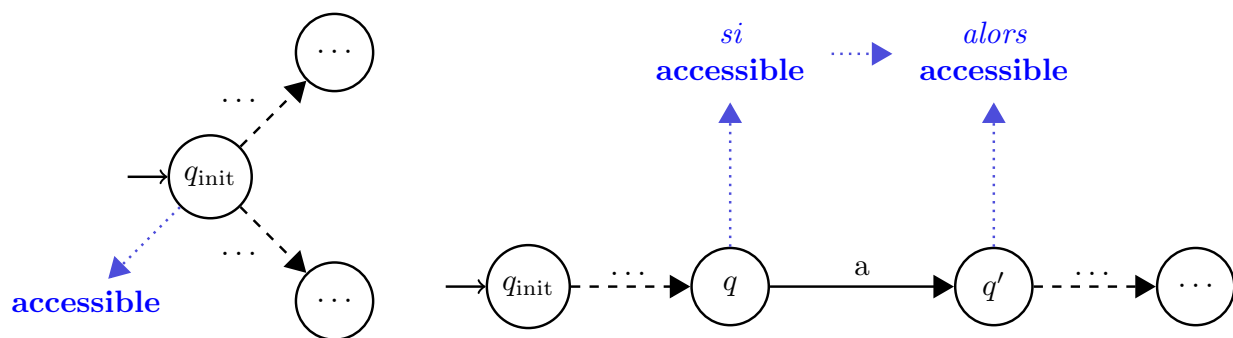 ···
···
q_init
···
accessible
···
si
alors
accessible
accessible
q_init
···
q
a
q′
···
···